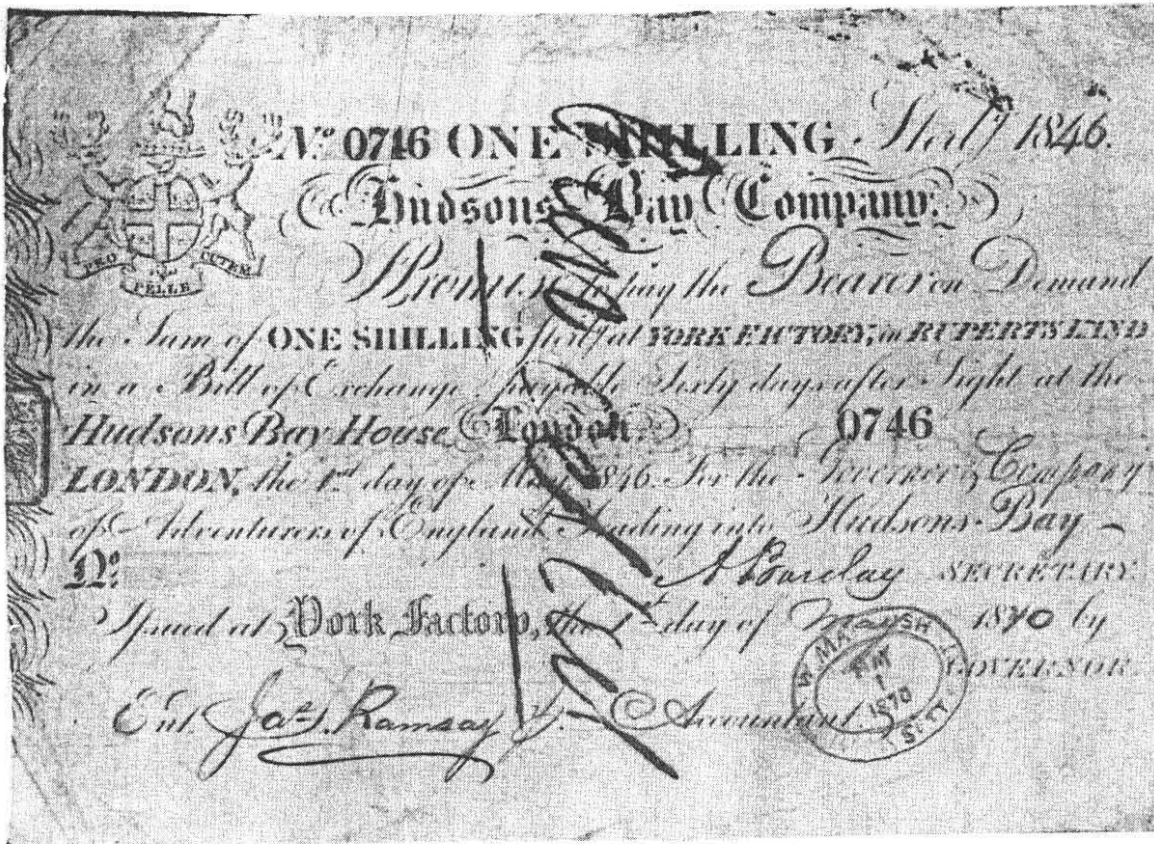 Nº 0746 ONE SHILLING Sterlg 1846.
Hudsons Bay Company.
PRO PELLE CUTEM
I Promise to pay the Bearer on Demand
the Sum of ONE SHILLING Sterlg at YORK FACTORY, in RUPERTS LAND
in a Bill of Exchange payable Sixty days after Sight at the
Hudsons Bay House London. 0746
LONDON, the 1st day of May 1846. For the Governor & Company
of Adventurers of England Trading into Hudsons Bay
Nº A Barclay SECRETARY.
Issued at York Factory, the 1st day of March 1870 by
GOVERNOR.
Ent. Jas. Ramsay Accountant.
1870